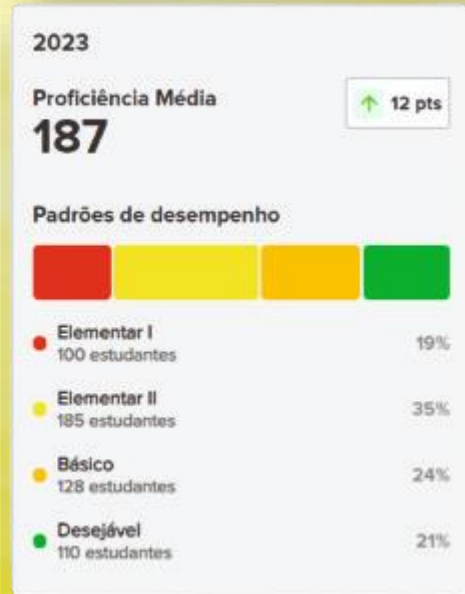 2023
Proficiência Média
↑ 12 pts
187
Padrões de desempenho
Elementar I
100 estudantes
19%
Elementar II
185 estudantes
35%
Básico
128 estudantes
24%
Desejável
110 estudantes
21%